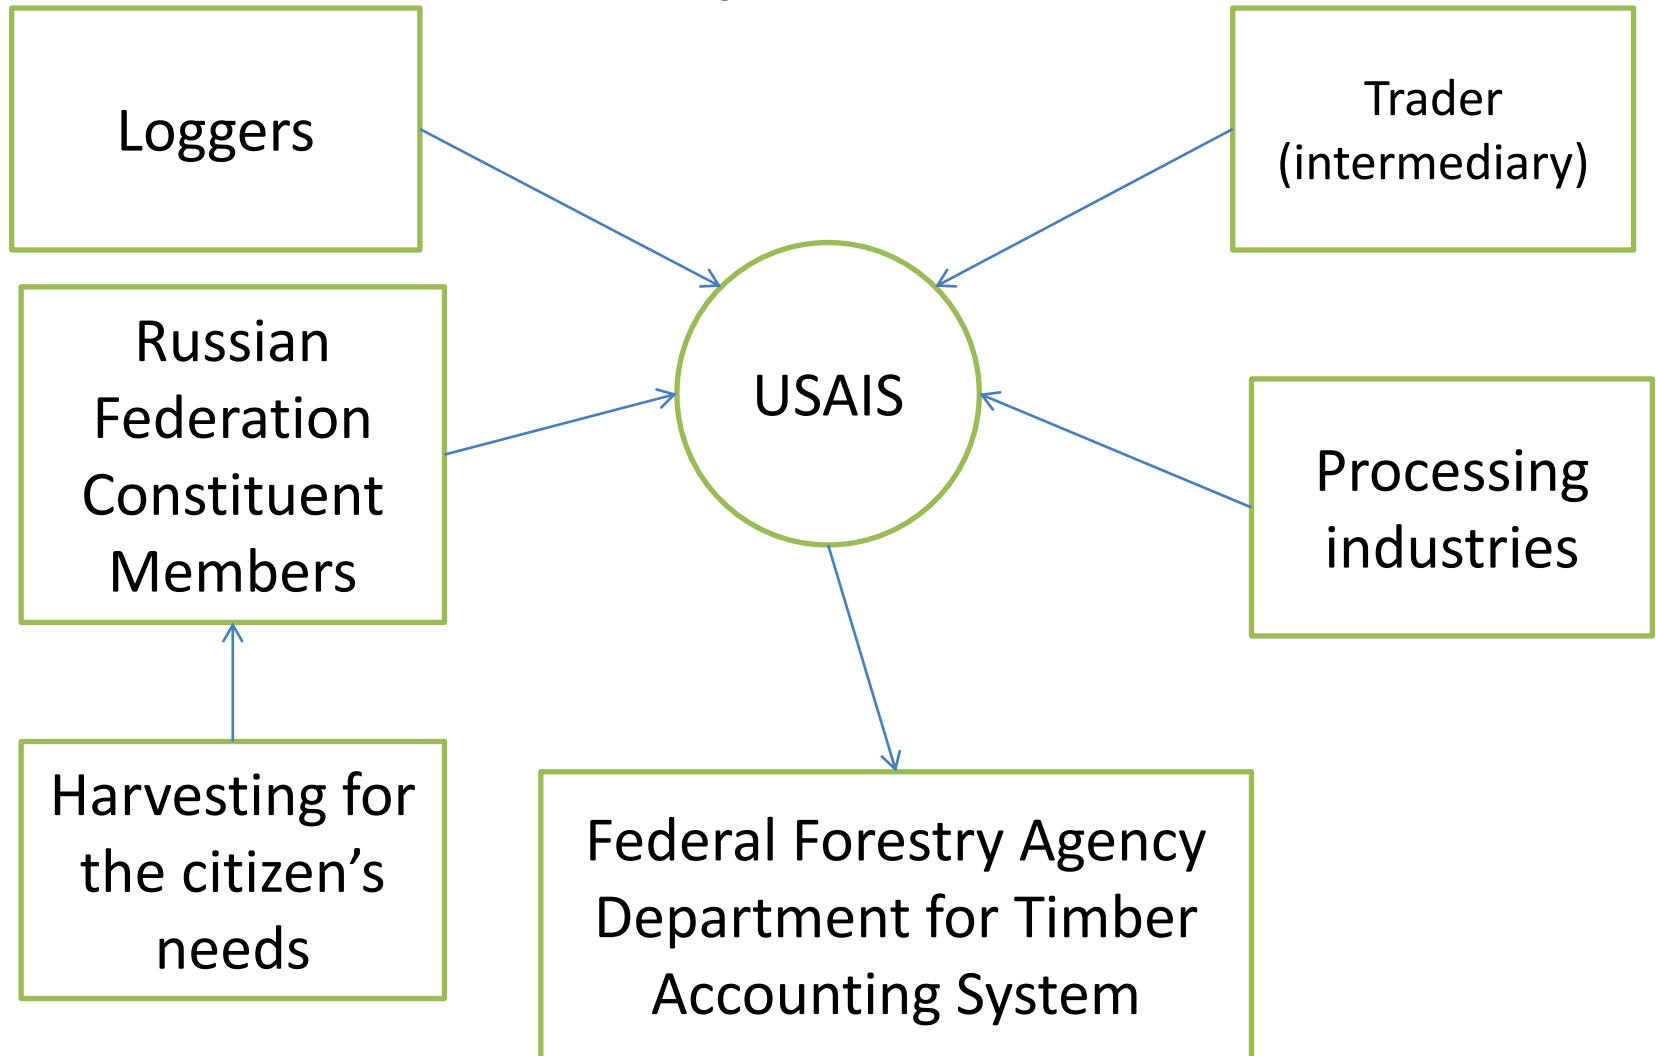 Loggers
Trader
(intermediary)
Russian
Federation
Constituent
Members
USAIS
Processing
industries
Harvesting for
the citizen’s
needs
Federal Forestry Agency
Department for Timber
Accounting System